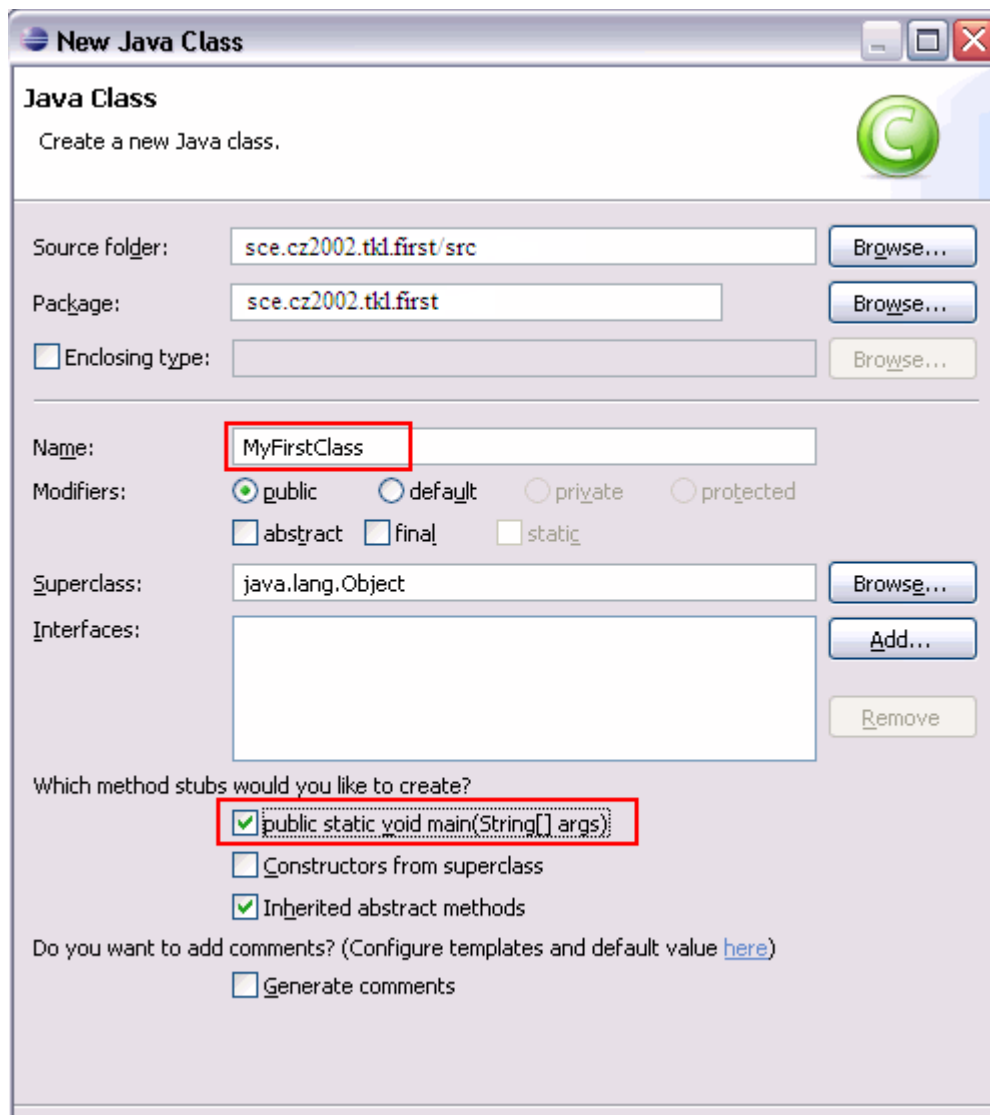 New Java Class
Java Class
Create a new Java class.
Source folder: sce.cz2002.tkl.first/src Browse...
Package: sce.cz2002.tkl.first Browse...
Enclosing type: Browse...
Name: MyFirstClass
Modifiers: public default private protected
abstract final static
Superclass: java.lang.Object Browse...
Interfaces: Add...
Remove
Which method stubs would you like to create?
public static void main(String[] args)
Constructors from superclass
Inherited abstract methods
Do you want to add comments? (Configure templates and default value here)
Generate comments